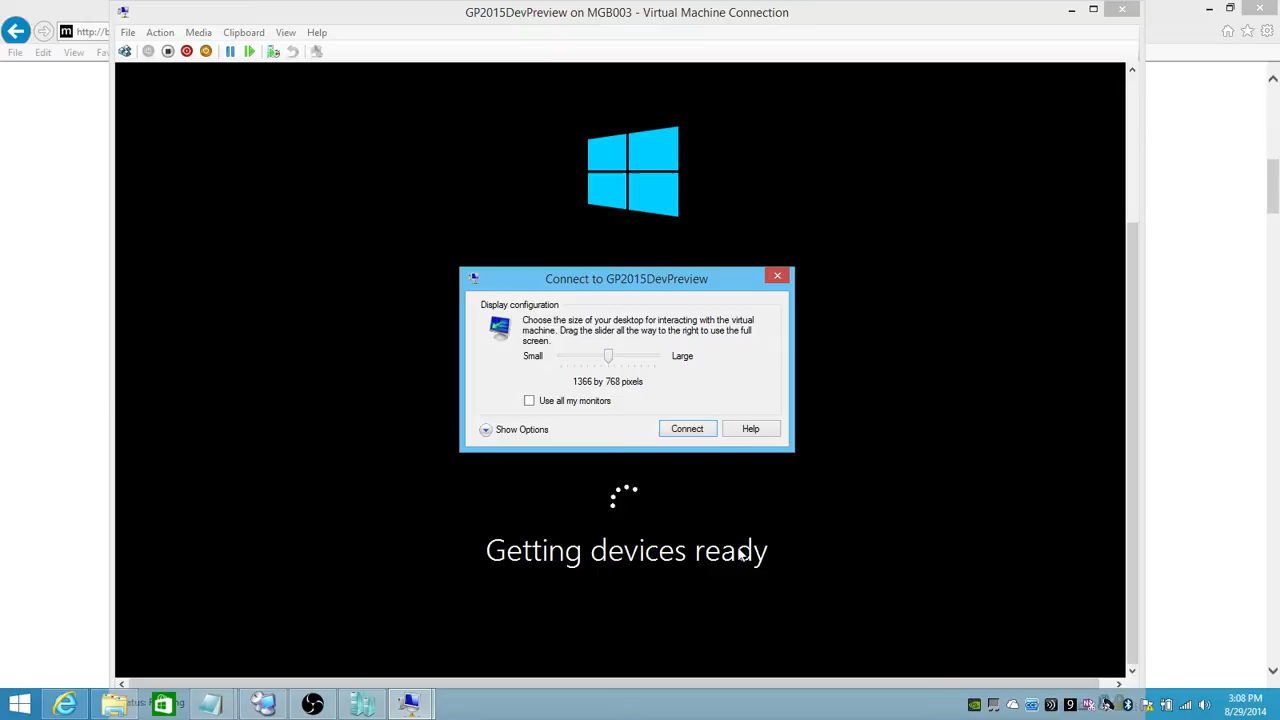 GP2015DevPreview on MGB003 - Virtual Machine Connection
http://b
File Action Media Clipboard View Help
File Edit View Fav
Connect to GP2015DevPreview
Display configuration
Choose the size of your desktop for interacting with the virtual
machine. Drag the slider all the way to the right to use the full
screen.
Small Large
1366 by 768 pixels
Use all my monitors
Show Options Connect Help
Getting devices ready
3:08 PM
8/29/2014